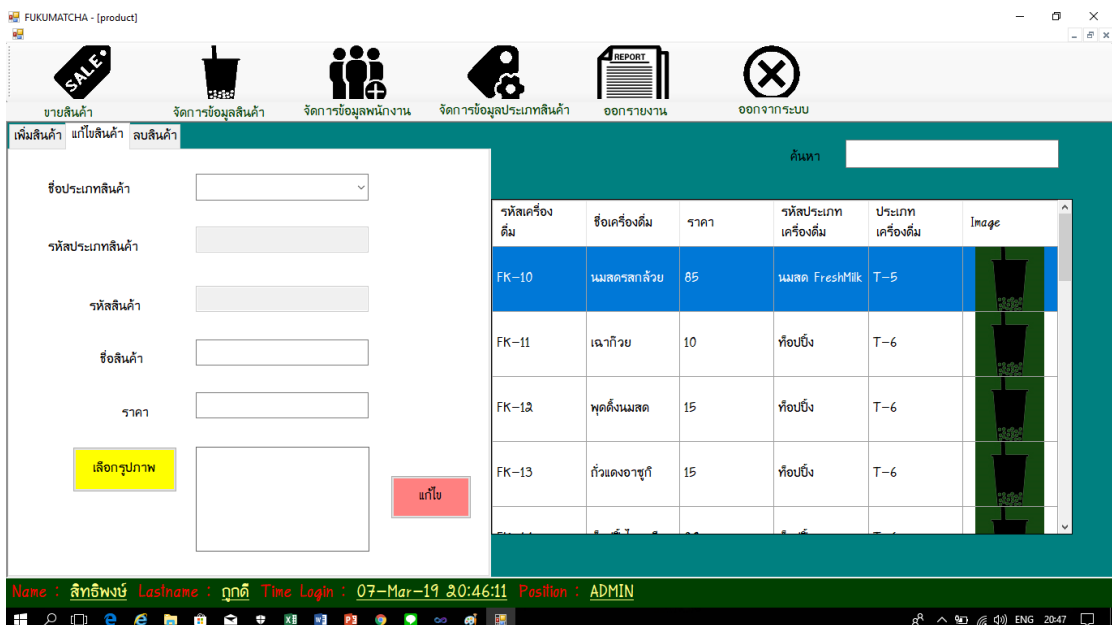 FUKUMATCHA - [product]
SALE
REPORT
ขายสินค้า จัดการข้อมูลสินค้า จัดการข้อมูลพนักงาน จัดการข้อมูลประเภทสินค้า ออกรายงาน ออกจากระบบ
เพิ่มสินค้า แก้ไขสินค้า ลบสินค้า
ค้นหา
ชื่อประเภทสินค้า
รหัสประเภทสินค้า
รหัสสินค้า
ชื่อสินค้า
ราคา
เลือกรูปภาพ
แก้ไข
รหัสเครื่องดื่ม ชื่อเครื่องดื่ม ราคา รหัสประเภทเครื่องดื่ม ประเภทเครื่องดื่ม Image
FK-10 นมสดรสกล้วย 85 นมสด FreshMilk T-5
FK-11 เฉาก๊วย 10 ท็อปปิ้ง T-6
FK-12 พุดดิ้งนมสด 15 ท็อปปิ้ง T-6
FK-13 ถั่วแดงอาซูกิ 15 ท็อปปิ้ง T-6
Name : สิทธิพงษ์ Lastname : ถูกดี Time Login : 07-Mar-19 20:46:11 Position : ADMIN
ENG 20:47